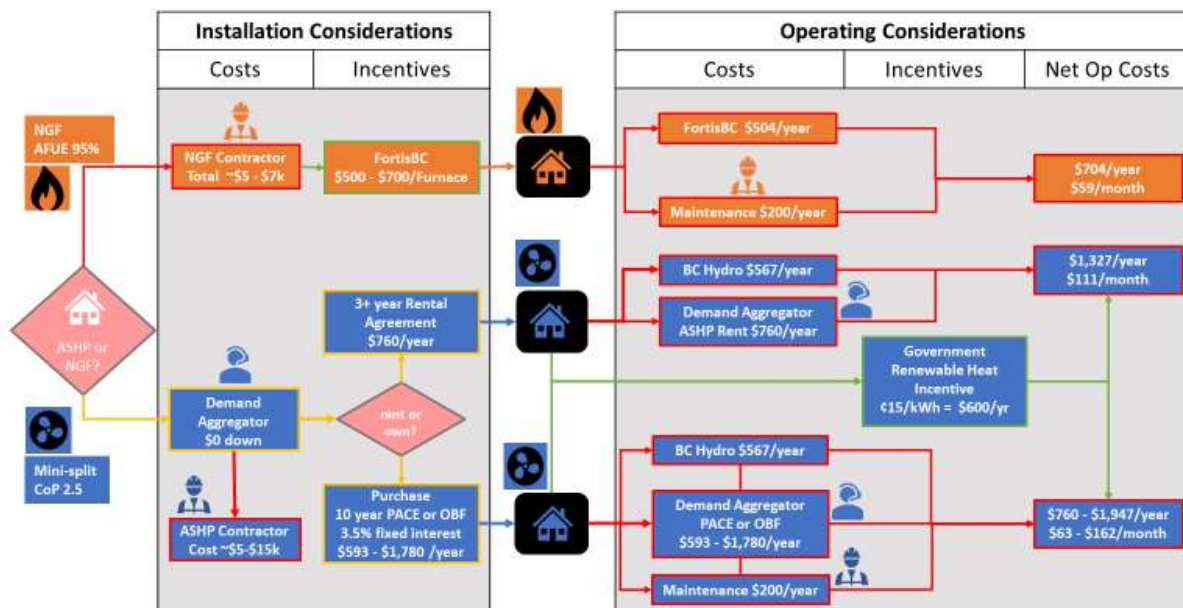 Installation Considerations
Costs
Incentives
Operating Considerations
Costs
Incentives
Net Op Costs
NGF
AFUE 95%
NGF Contractor
Total ~$5 - $7k
FortisBC
$500 - $700/Furnace
FortisBC $504/year
Maintenance $200/year
$704/year
$59/month
ASHP or
NGF?
3+ year Rental
Agreement
$760/year
BC Hydro $567/year
Demand Aggregator
ASHP Rent $760/year
$1,327/year
$111/month
Government
Renewable Heat
Incentive
¢15/kWh = $600/yr
Demand
Aggregator
$0 down
rent or
own?
Mini-split
CoP 2.5
ASHP Contractor
Cost ~$5-$15k
Purchase
10 year PACE or OBF
3.5% fixed interest
$593 - $1,780 /year
BC Hydro $567/year
Demand Aggregator
PACE or OBF
$593 - $1,780/year
Maintenance $200/year
$760 - $1,947/year
$63 - $162/month